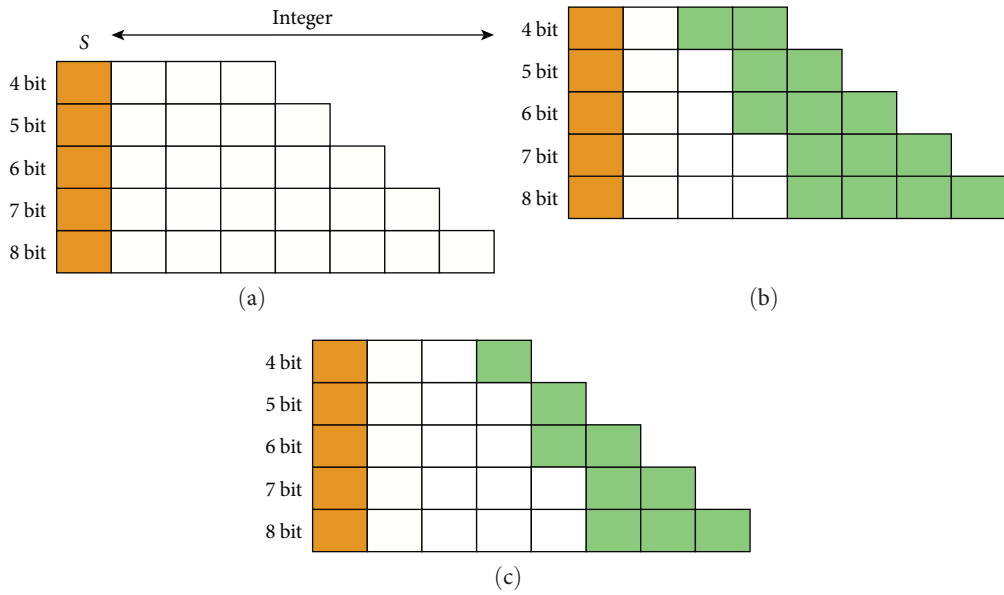 Integer
S
4 bit
5 bit
6 bit
7 bit
8 bit
(a)
4 bit
5 bit
6 bit
7 bit
8 bit
(b)
4 bit
5 bit
6 bit
7 bit
8 bit
(c)